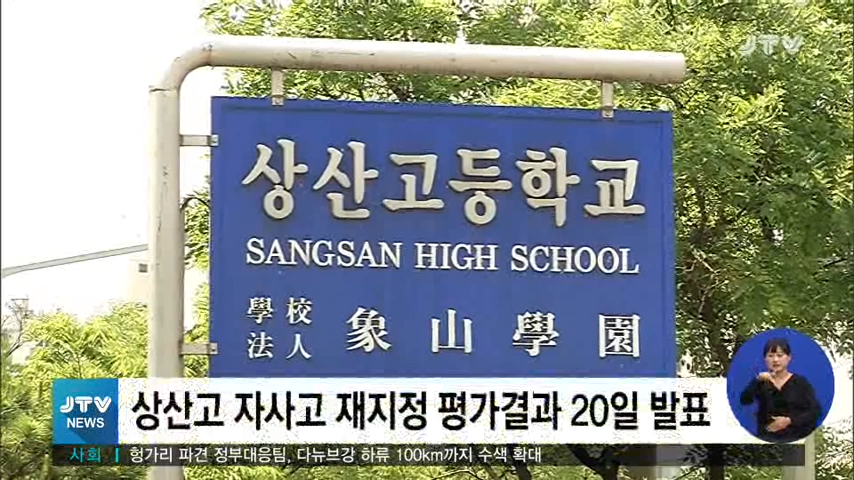 JTV
상산고등학교
SANGSAN HIGH SCHOOL
學校法人 象山學園
JTV NEWS
상산고 자사고 재지정 평가결과 20일 발표
사회 헝가리 파견 정부대응팀, 다뉴브강 하류 100km까지 수색 확대